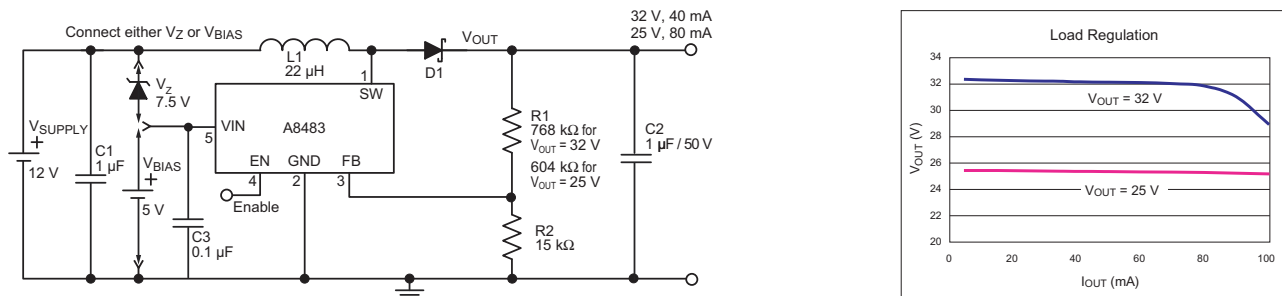 Connect either VZ or VBIAS
32 V, 40 mA
25 V, 80 mA
VOUT
L1
22 µH
D1
1
SW
VZ
7.5 V
VIN
5
A8483
EN
GND
FB
4
2
3
Enable
VSUPPLY
+
12 V
C1
1 µF
VBIAS
+
5 V
C3
0.1 µF
R1
768 kΩ for
VOUT = 32 V
604 kΩ for
VOUT = 25 V
C2
1 µF / 50 V
R2
15 kΩ
Load Regulation
34
32
30
28
26
24
22
20
VOUT (V)
VOUT = 32 V
VOUT = 25 V
0
20
40
60
80
100
IOUT (mA)